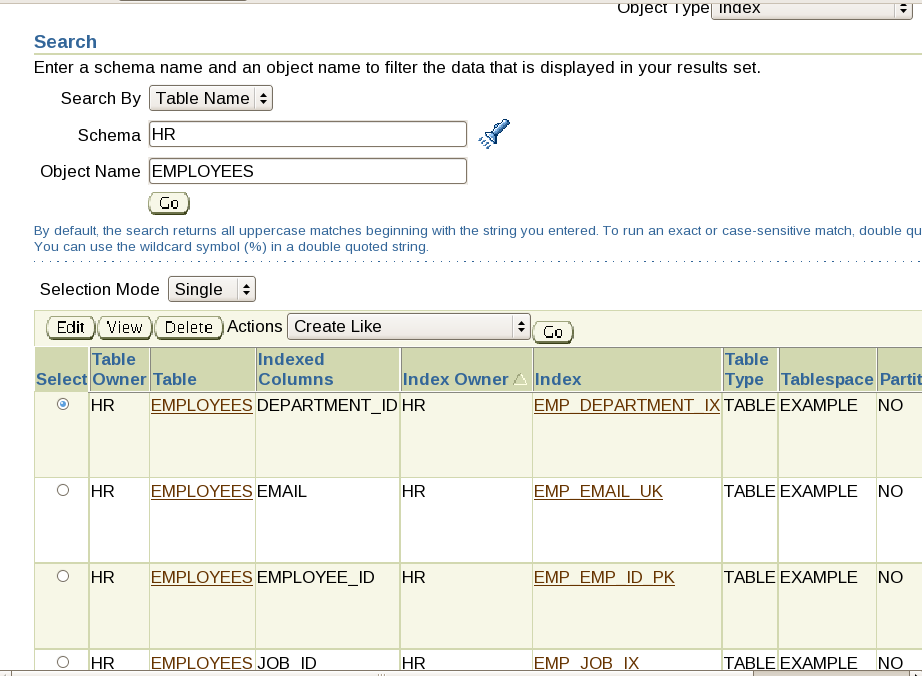 Object Type Index
Search
Enter a schema name and an object name to filter the data that is displayed in your results set.
Search By Table Name
Schema HR
Object Name EMPLOYEES
Go
By default, the search returns all uppercase matches beginning with the string you entered. To run an exact or case-sensitive match, double qu
You can use the wildcard symbol (%) in a double quoted string.
Selection Mode Single
Edit View Delete Actions Create Like Go
Select Table Owner Table Indexed Columns Index Owner Index Table Type Tablespace Partit
HR EMPLOYEES DEPARTMENT_ID HR EMP_DEPARTMENT_IX TABLE EXAMPLE NO
HR EMPLOYEES EMAIL HR EMP_EMAIL_UK TABLE EXAMPLE NO
HR EMPLOYEES EMPLOYEE_ID HR EMP_EMP_ID_PK TABLE EXAMPLE NO
HR EMPLOYEES JOB_ID HR EMP_JOB_IX TABLE EXAMPLE NO